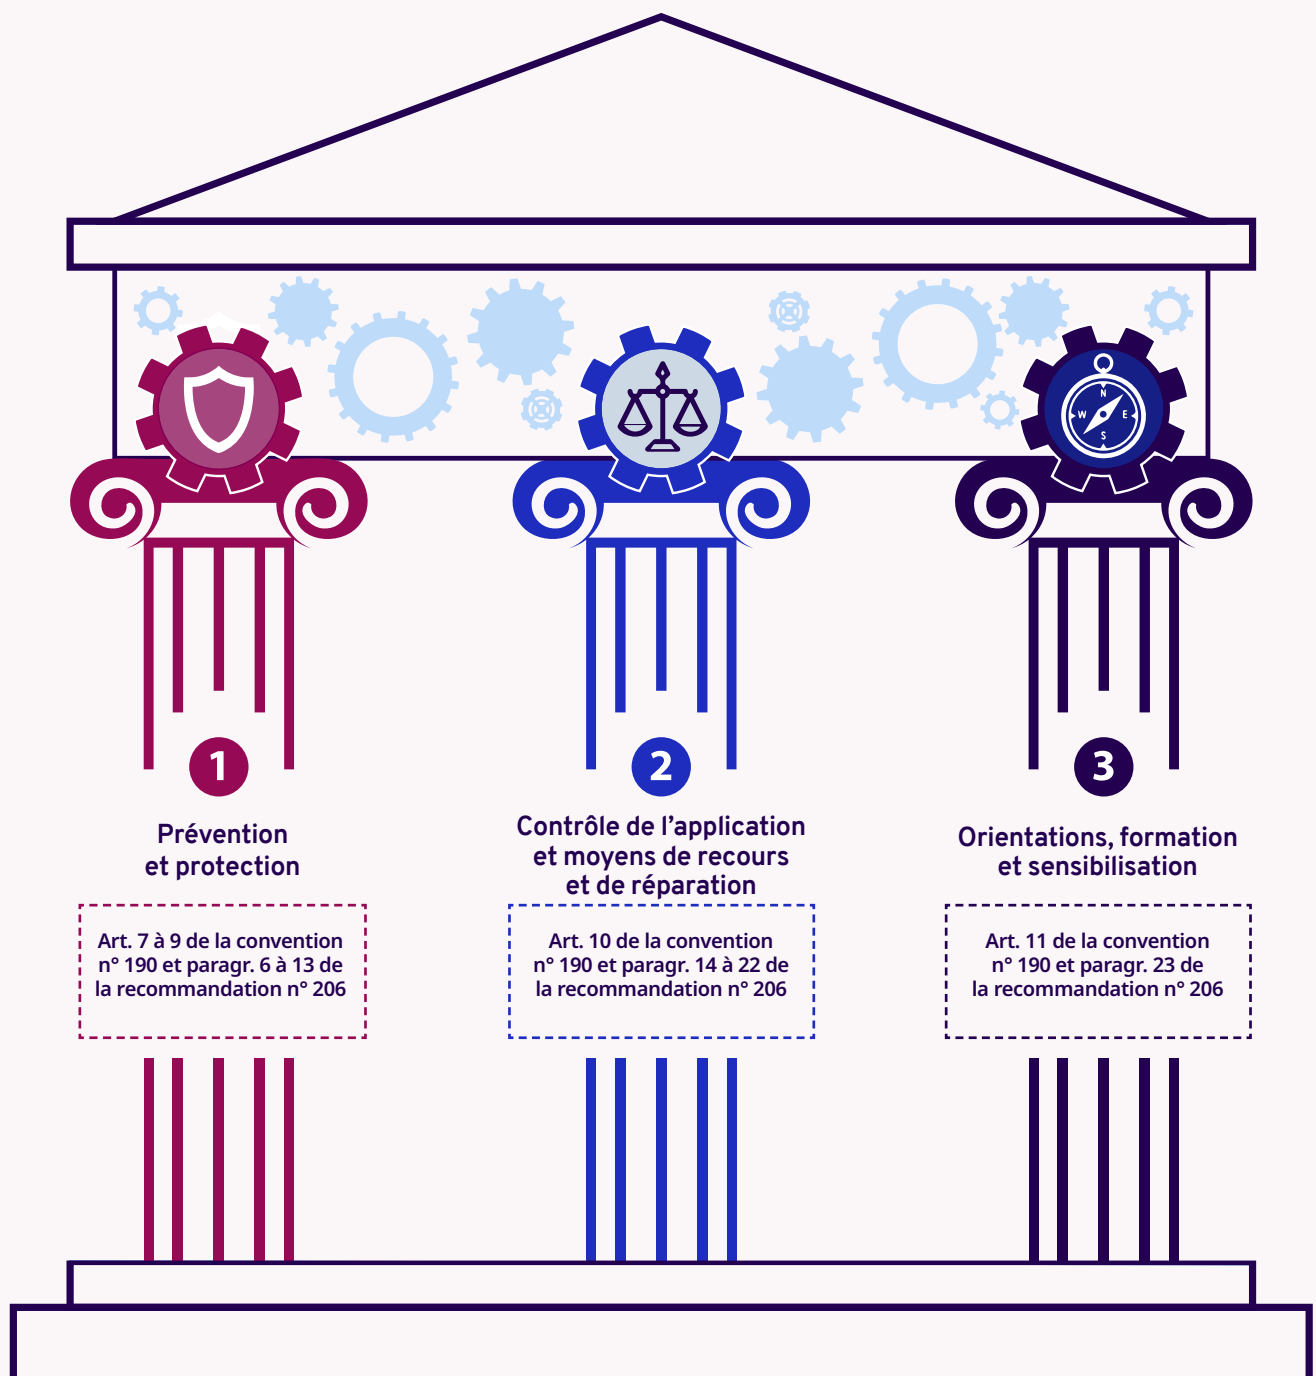 N
W
E
S
1
Prévention
et protection
Art. 7 à 9 de la convention
n° 190 et paragr. 6 à 13 de
la recommandation n° 206
2
Contrôle de l’application
et moyens de recours
et de réparation
Art. 10 de la convention
n° 190 et paragr. 14 à 22 de
la recommandation n° 206
3
Orientations, formation
et sensibilisation
Art. 11 de la convention
n° 190 et paragr. 23 de
la recommandation n° 206